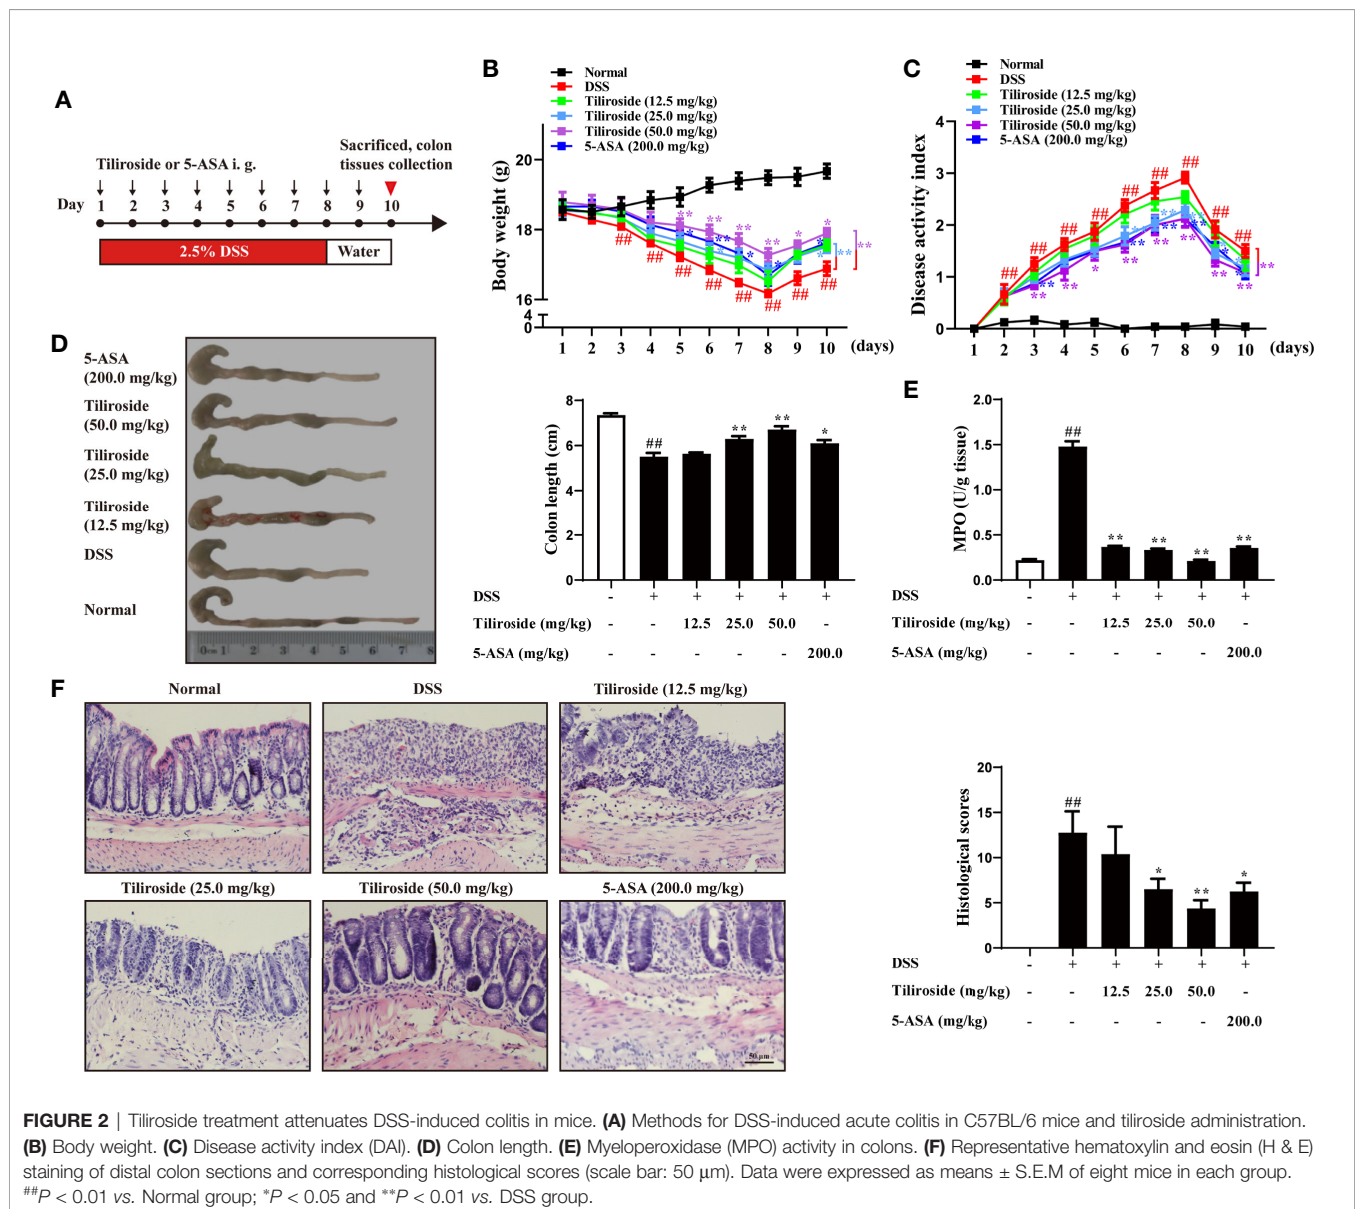 A
Tiliroside or 5-ASA i. g.
Sacrificed, colon
tissues collection
Day 1 2 3 4 5 6 7 8 9 10
2.5% DSS Water
B
Normal
DSS
Tiliroside (12.5 mg/kg)
Tiliroside (25.0 mg/kg)
Tiliroside (50.0 mg/kg)
5-ASA (200.0 mg/kg)
Body weight (g)
20
18
16
4
0
## ## ## ## ## ## ## ##
** ** * ** * *
** * *
** **
1 2 3 4 5 6 7 8 9 10 (days)
C
Normal
DSS
Tiliroside (12.5 mg/kg)
Tiliroside (25.0 mg/kg)
Tiliroside (50.0 mg/kg)
5-ASA (200.0 mg/kg)
Disease activity index
4
3
2
1
0
## ## ## ## ## ## ## ## ##
** ** * ** ** ** ** **
**
1 2 3 4 5 6 7 8 9 10 (days)
D
5-ASA
(200.0 mg/kg)
Tiliroside
(50.0 mg/kg)
Tiliroside
(25.0 mg/kg)
Tiliroside
(12.5 mg/kg)
DSS
Normal
0cm 1 2 3 4 5 6 7 8
Colon length (cm)
8
6
4
2
0
## ** ** *
DSS - + + + + +
Tiliroside (mg/kg) - - 12.5 25.0 50.0 -
5-ASA (mg/kg) - - - - - 200.0
E
MPO (U/g tissue)
2.0
1.5
1.0
0.5
0.0
## ** ** ** **
DSS - + + + + +
Tiliroside (mg/kg) - - 12.5 25.0 50.0 -
5-ASA (mg/kg) - - - - - 200.0
F
Normal DSS Tiliroside (12.5 mg/kg)
Tiliroside (25.0 mg/kg) Tiliroside (50.0 mg/kg) 5-ASA (200.0 mg/kg)
50 μm
Histological scores
20
15
10
5
0
## * ** *
DSS - + + + + +
Tiliroside (mg/kg) - - 12.5 25.0 50.0 -
5-ASA (mg/kg) - - - - - 200.0
FIGURE 2 | Tiliroside treatment attenuates DSS-induced colitis in mice. (A) Methods for DSS-induced acute colitis in C57BL/6 mice and tiliroside administration.
(B) Body weight. (C) Disease activity index (DAI). (D) Colon length. (E) Myeloperoxidase (MPO) activity in colons. (F) Representative hematoxylin and eosin (H & E)
staining of distal colon sections and corresponding histological scores (scale bar: 50 μm). Data were expressed as means ± S.E.M of eight mice in each group.
##P < 0.01 vs. Normal group; *P < 0.05 and **P < 0.01 vs. DSS group.